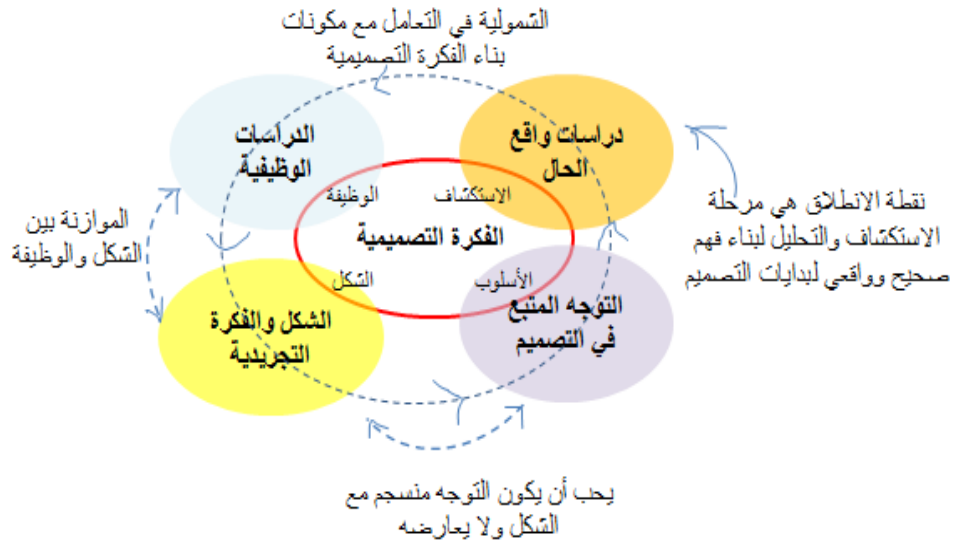 الشمولية في التعامل مع مكونات
بناء الفكرة التصميمية
دراسات واقع
الحال
الدراسات
الوظيفية
الاستكشاف
الوظيفة
الفكرة التصميمية
الأسلوب
الشكل
التوجه المتبع
في التصميم
الشكل والفكرة
التجريدية
نقطة الانطلاق هي مرحلة
الاستكشاف والتحليل لبناء فهم
صحيح وواقعي لبدايات التصميم
الموازنة بين
الشكل والوظيفة
يحب أن يكون التوجه منسجم مع
الشكل ولا يعارضه